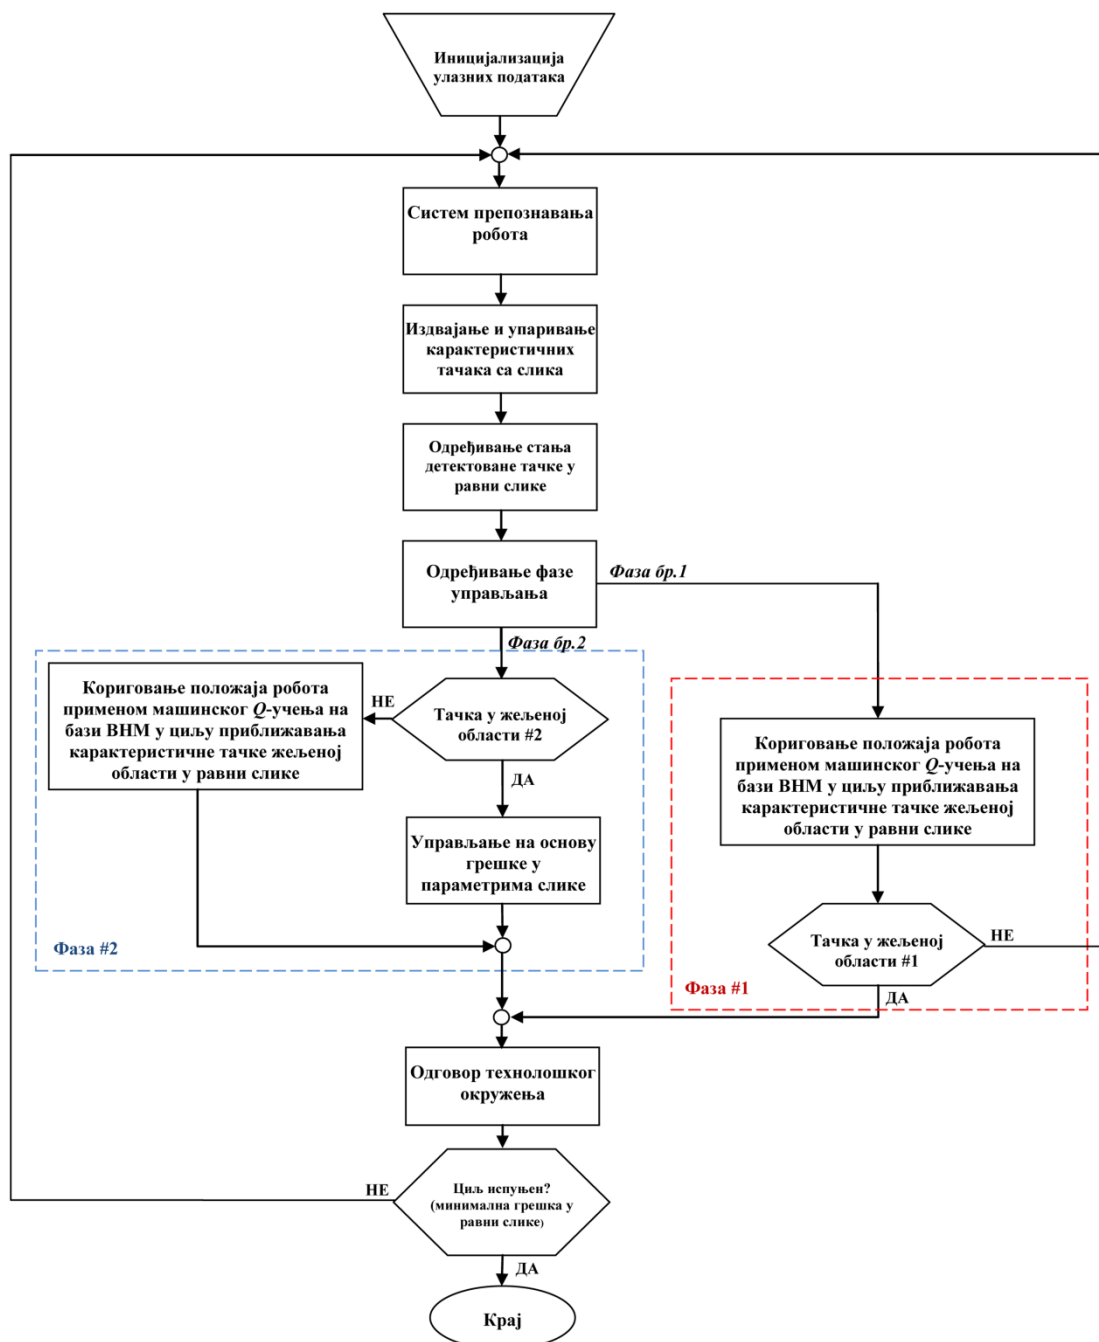 Иницијализација
улазних података
Систем препознавања
робота
Издвајање и упаривање
карактеристичних
тачака са слика
Одређивање стања
детектоване тачке у
равни слике
Одређивање фазе
управљања
Фаза бр.1
Фаза бр.2
Кориговање положаја робота
применом машинског Q-учења на
бази ВНМ у циљу приближавања
карактеристичне тачке жељеној
области у равни слике
НЕ
Тачка у жељеној
области #2
ДА
Управљање на основу
грешке у
параметрима слике
Фаза #2
Кориговање положаја робота
применом машинског Q-учења на
бази ВНМ у циљу приближавања
карактеристичне тачке жељеној
области у равни слике
Тачка у жељеној
области #1
НЕ
Фаза #1
ДА
Одговор технолошког
окружења
НЕ
Циљ испуњен?
(минимална грешка у
равни слике)
ДА
Крај